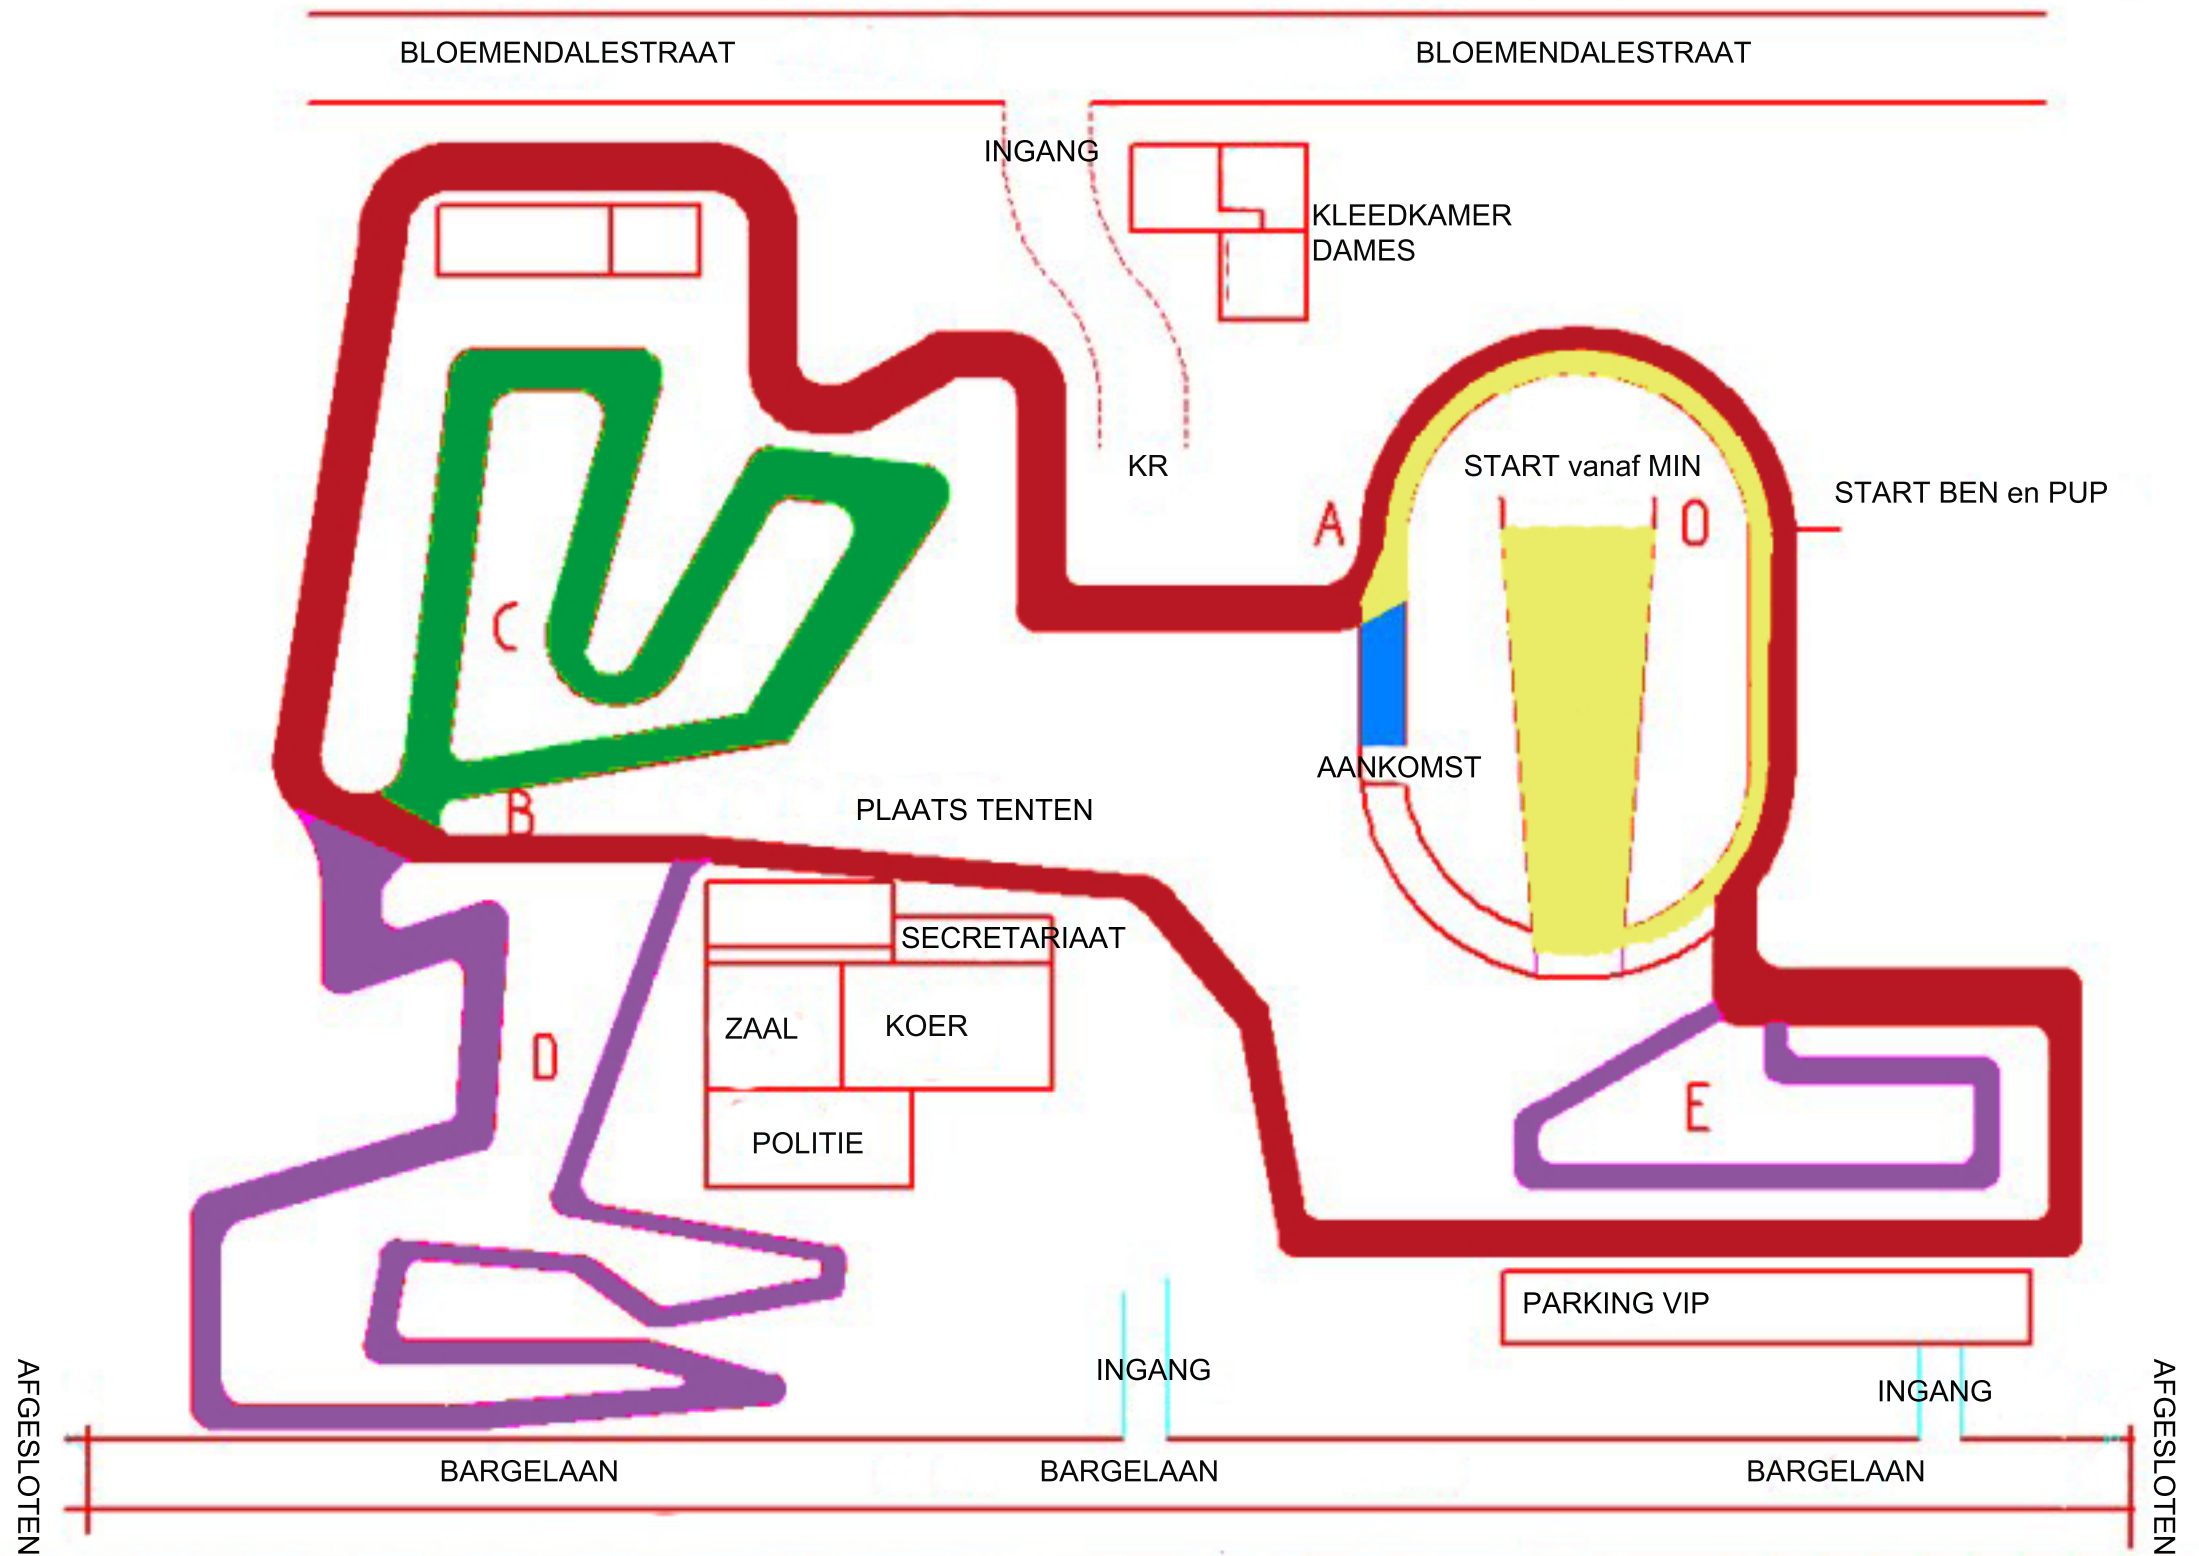 BLOEMENDALESTRAAT
BLOEMENDALESTRAAT
INGANG
KLEEDKAMER
DAMES
KR
START vanaf MIN
START BEN en PUP
A
O
C
AANKOMST
B
PLAATS TENTEN
SECRETARIAAT
ZAAL
KOER
D
E
POLITIE
PARKING VIP
INGANG
INGANG
AFGESLOTEN
AFGESLOTEN
BARGELAAN
BARGELAAN
BARGELAAN